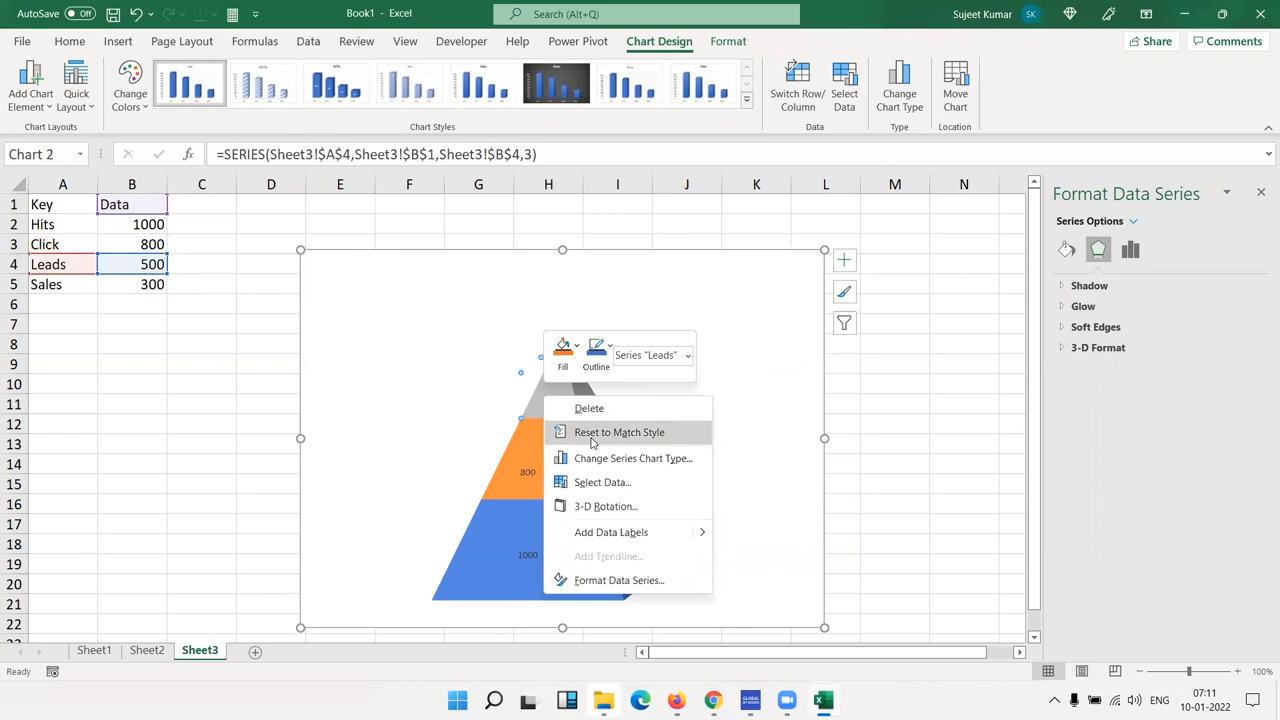 AutoSave Off Book1 - Excel Search (Alt+Q) Sujeet Kumar SK
File Home Insert Page Layout Formulas Data Review View Developer Help Power Pivot Chart Design Format Share Comments
Add Chart Element Quick Layout Change Colors Switch Row/ Column Select Data Change Chart Type Move Chart
Chart Layouts Chart Styles Data Type Location
Chart 2 fx =SERIES(Sheet3!$A$4,Sheet3!$B$1,Sheet3!$B$4,3)
A B C D E F G H I J K L M N
1 Key Data
2 Hits 1000
3 Click 800
4 Leads 500
5 Sales 300
6
7
8
9
10
11
12
13
14
15
16
17
18
19
20
21
22
Fill Outline Series "Leads"
Delete
Reset to Match Style
Change Series Chart Type...
Select Data...
3-D Rotation...
Add Data Labels
Add Trendline...
Format Data Series...
800
1000
Format Data Series
Series Options
Shadow
Glow
Soft Edges
3-D Format
Sheet1 Sheet2 Sheet3
Ready 100%
GLOBAL ENG 07:11
10-01-2022